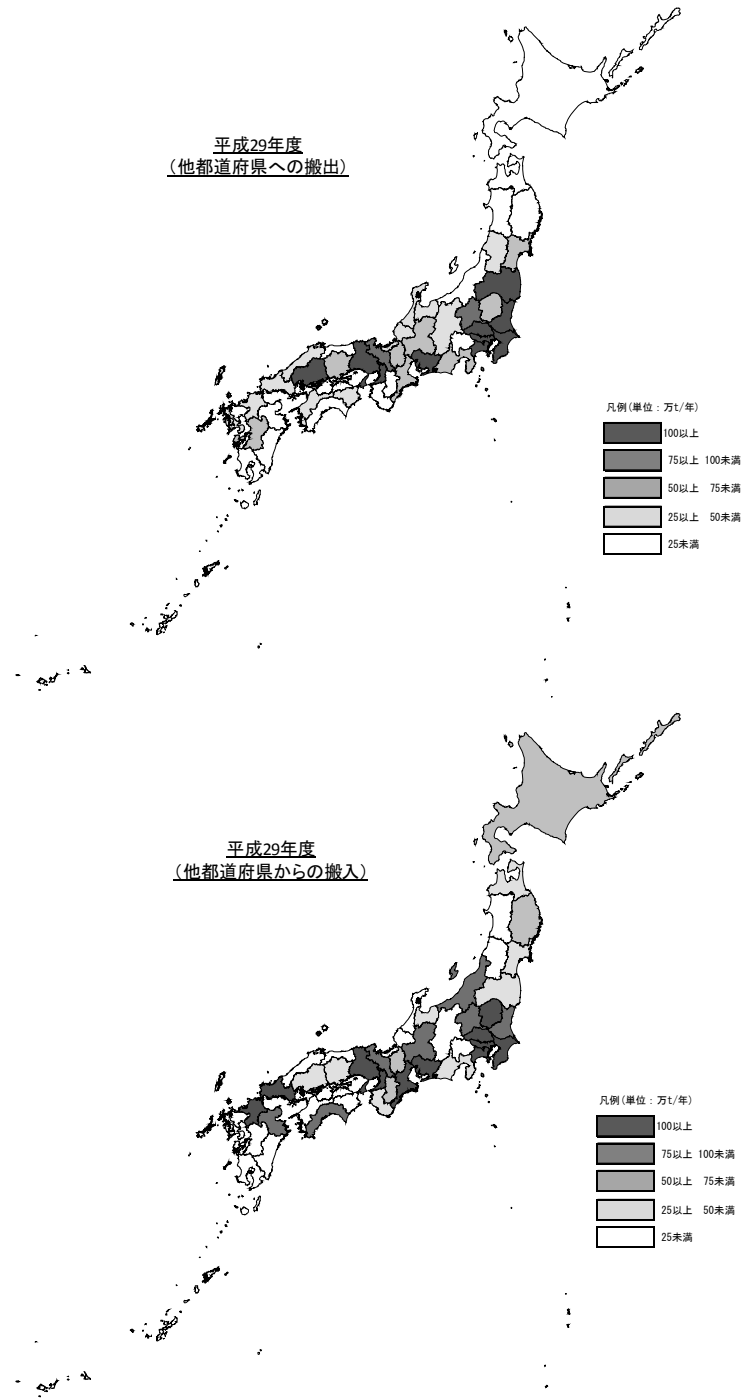 平成29年度
(他都道府県への搬出)
凡例(単位：万t/年)
100以上
75以上 100未満
50以上 75未満
25以上 50未満
25未満
平成29年度
(他都道府県からの搬入)
凡例(単位：万t/年)
100以上
75以上 100未満
50以上 75未満
25以上 50未満
25未満